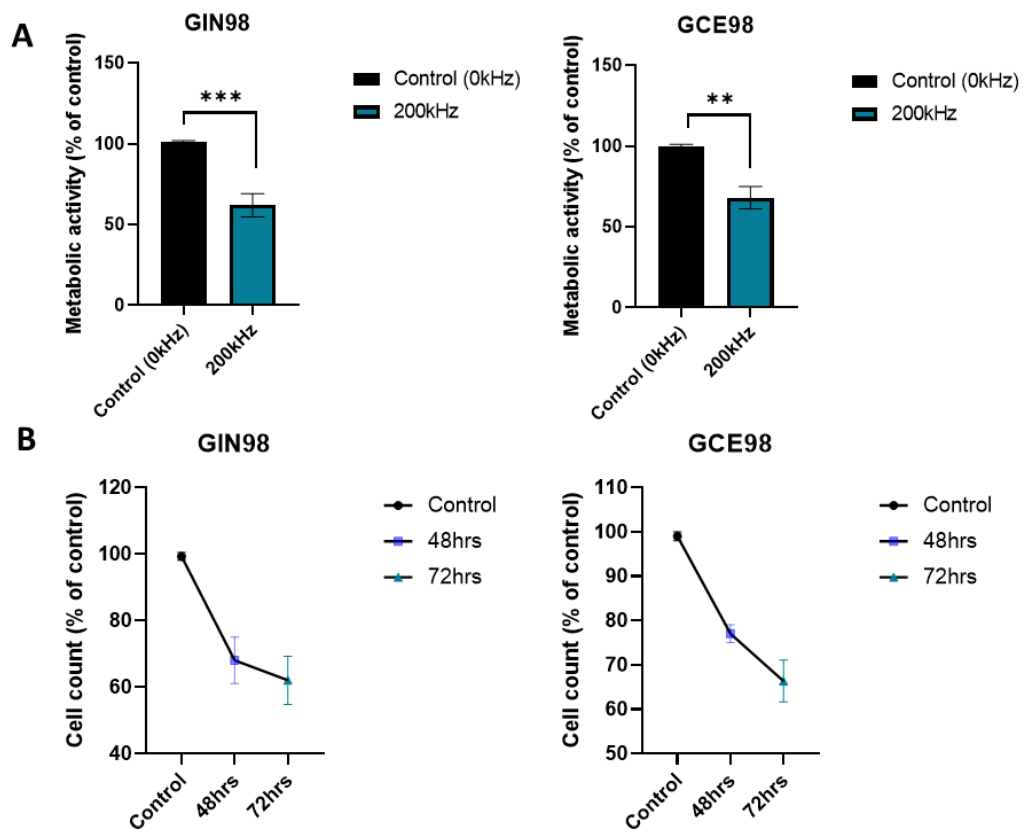 A
GIN98
Metabolic activity (% of control)
150
100
50
0
***
Control (0kHz)
200kHz
Control (0kHz)
200kHz
GCE98
Metabolic activity (% of control)
150
100
50
0
**
Control (0kHz)
200kHz
Control (0kHz)
200kHz
B
GIN98
Cell count (% of control)
120
100
80
60
40
Control
48hrs
72hrs
Control
48hrs
72hrs
GCE98
Cell count (% of control)
110
100
90
80
70
60
50
Control
48hrs
72hrs
Control
48hrs
72hrs